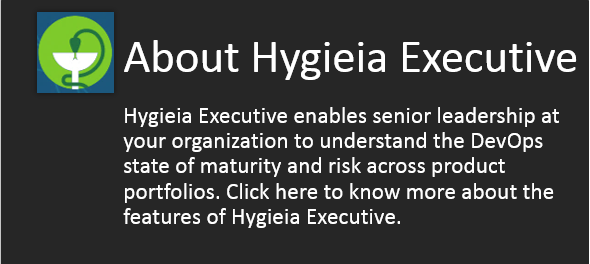 About Hygieia Executive
Hygieia Executive enables senior leadership at
your organization to understand the DevOps
state of maturity and risk across product
portfolios. Click here to know more about the
features of Hygieia Executive.